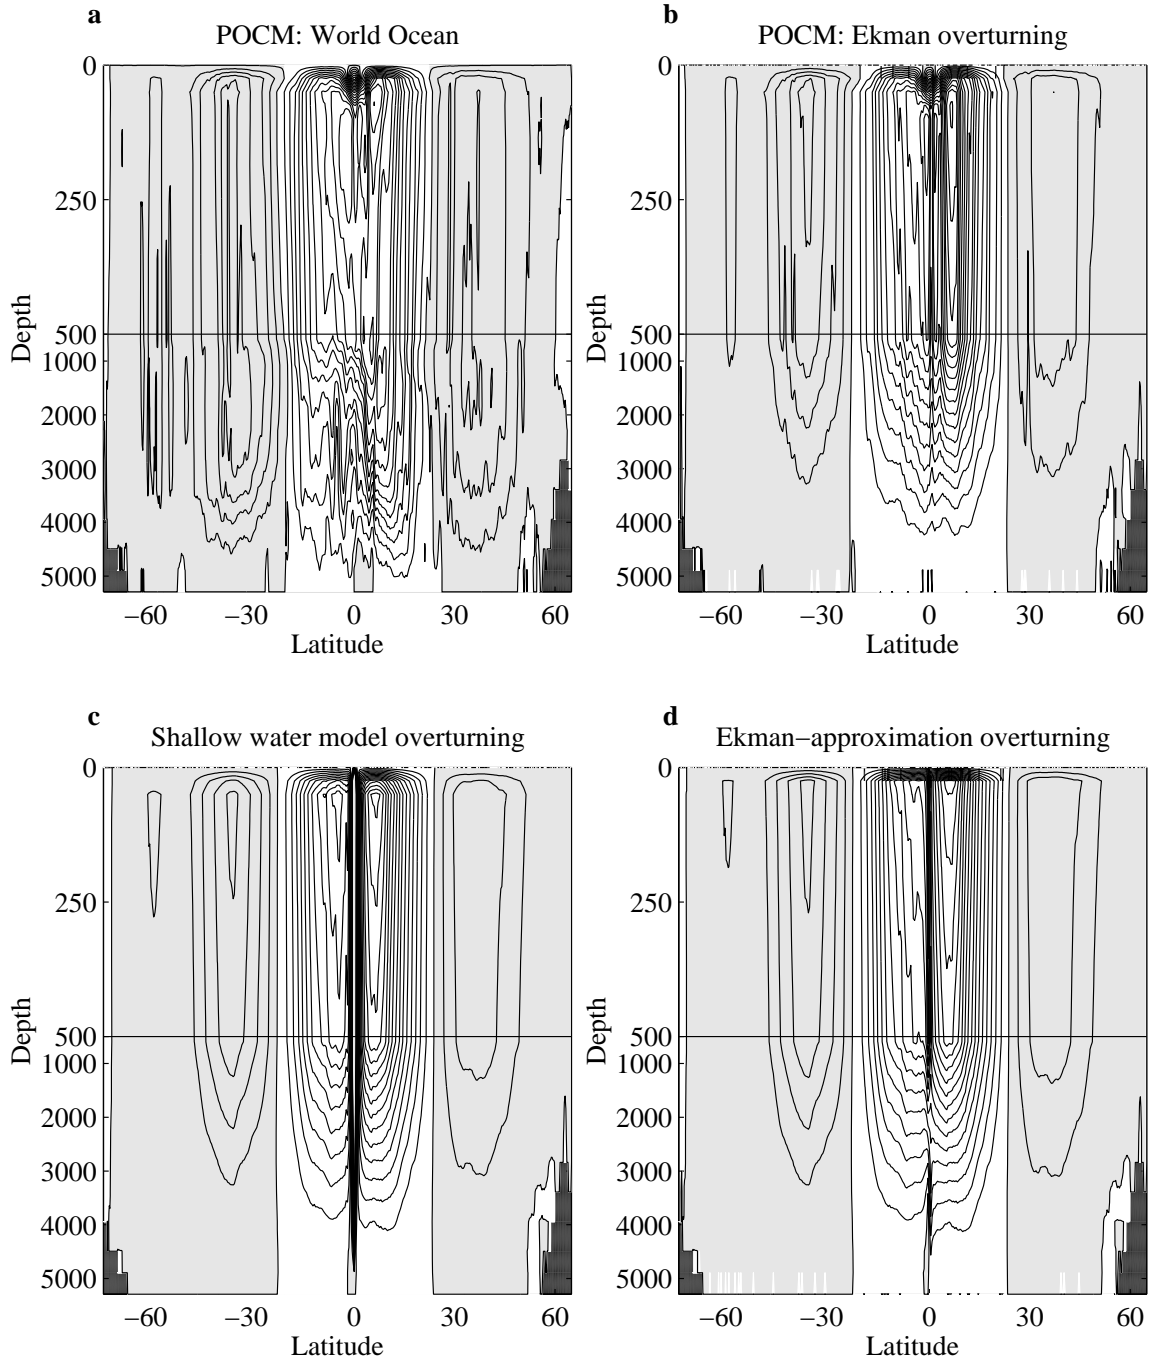 a
POCM: World Ocean
0
250
500
1000
2000
3000
4000
5000
Depth
−60 −30 0 30 60
Latitude
b
POCM: Ekman overturning
0
250
500
1000
2000
3000
4000
5000
Depth
−60 −30 0 30 60
Latitude
c
Shallow water model overturning
0
250
500
1000
2000
3000
4000
5000
Depth
−60 −30 0 30 60
Latitude
d
Ekman−approximation overturning
0
250
500
1000
2000
3000
4000
5000
Depth
−60 −30 0 30 60
Latitude